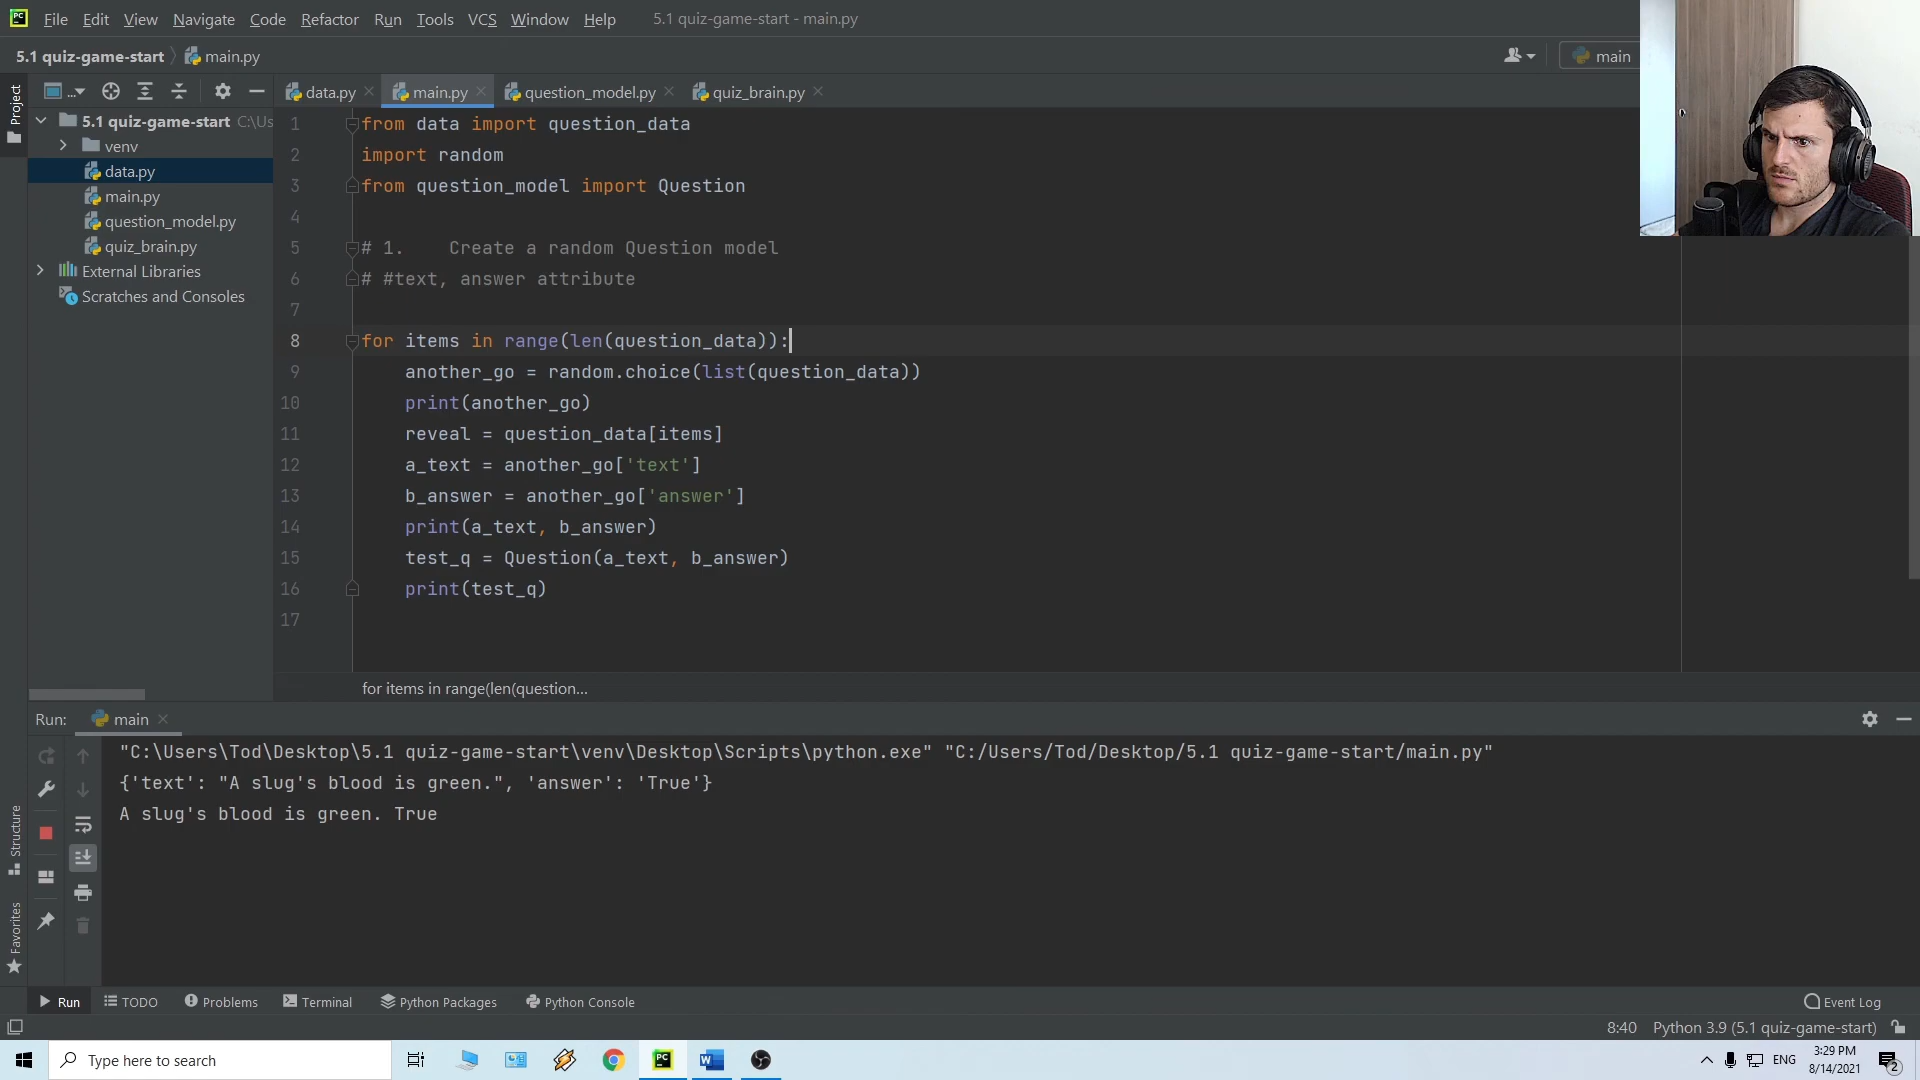 File Edit View Navigate Code Refactor Run Tools VCS Window Help 5.1 quiz-game-start - main.py
5.1 quiz-game-start main.py main
... data.py main.py question_model.py quiz_brain.py
Project
5.1 quiz-game-start C:\Us
venv
data.py
main.py
question_model.py
quiz_brain.py
External Libraries
Scratches and Consoles
1 from data import question_data
2 import random
3 from question_model import Question
4
5 # 1.    Create a random Question model
6 # #text, answer attribute
7
8 for items in range(len(question_data)):
9     another_go = random.choice(list(question_data))
10     print(another_go)
11     reveal = question_data[items]
12     a_text = another_go['text']
13     b_answer = another_go['answer']
14     print(a_text, b_answer)
15     test_q = Question(a_text, b_answer)
16     print(test_q)
17
for items in range(len(question...
Run: main
"C:\Users\Tod\Desktop\5.1 quiz-game-start\venv\Desktop\Scripts\python.exe" "C:/Users/Tod/Desktop/5.1 quiz-game-start/main.py"
{'text': "A slug's blood is green.", 'answer': 'True'}
A slug's blood is green. True
Structure
Favorites
Run TODO Problems Terminal Python Packages Python Console Event Log
8:40 Python 3.9 (5.1 quiz-game-start)
Type here to search
PC
W
ENG
3:29 PM
8/14/2021
2